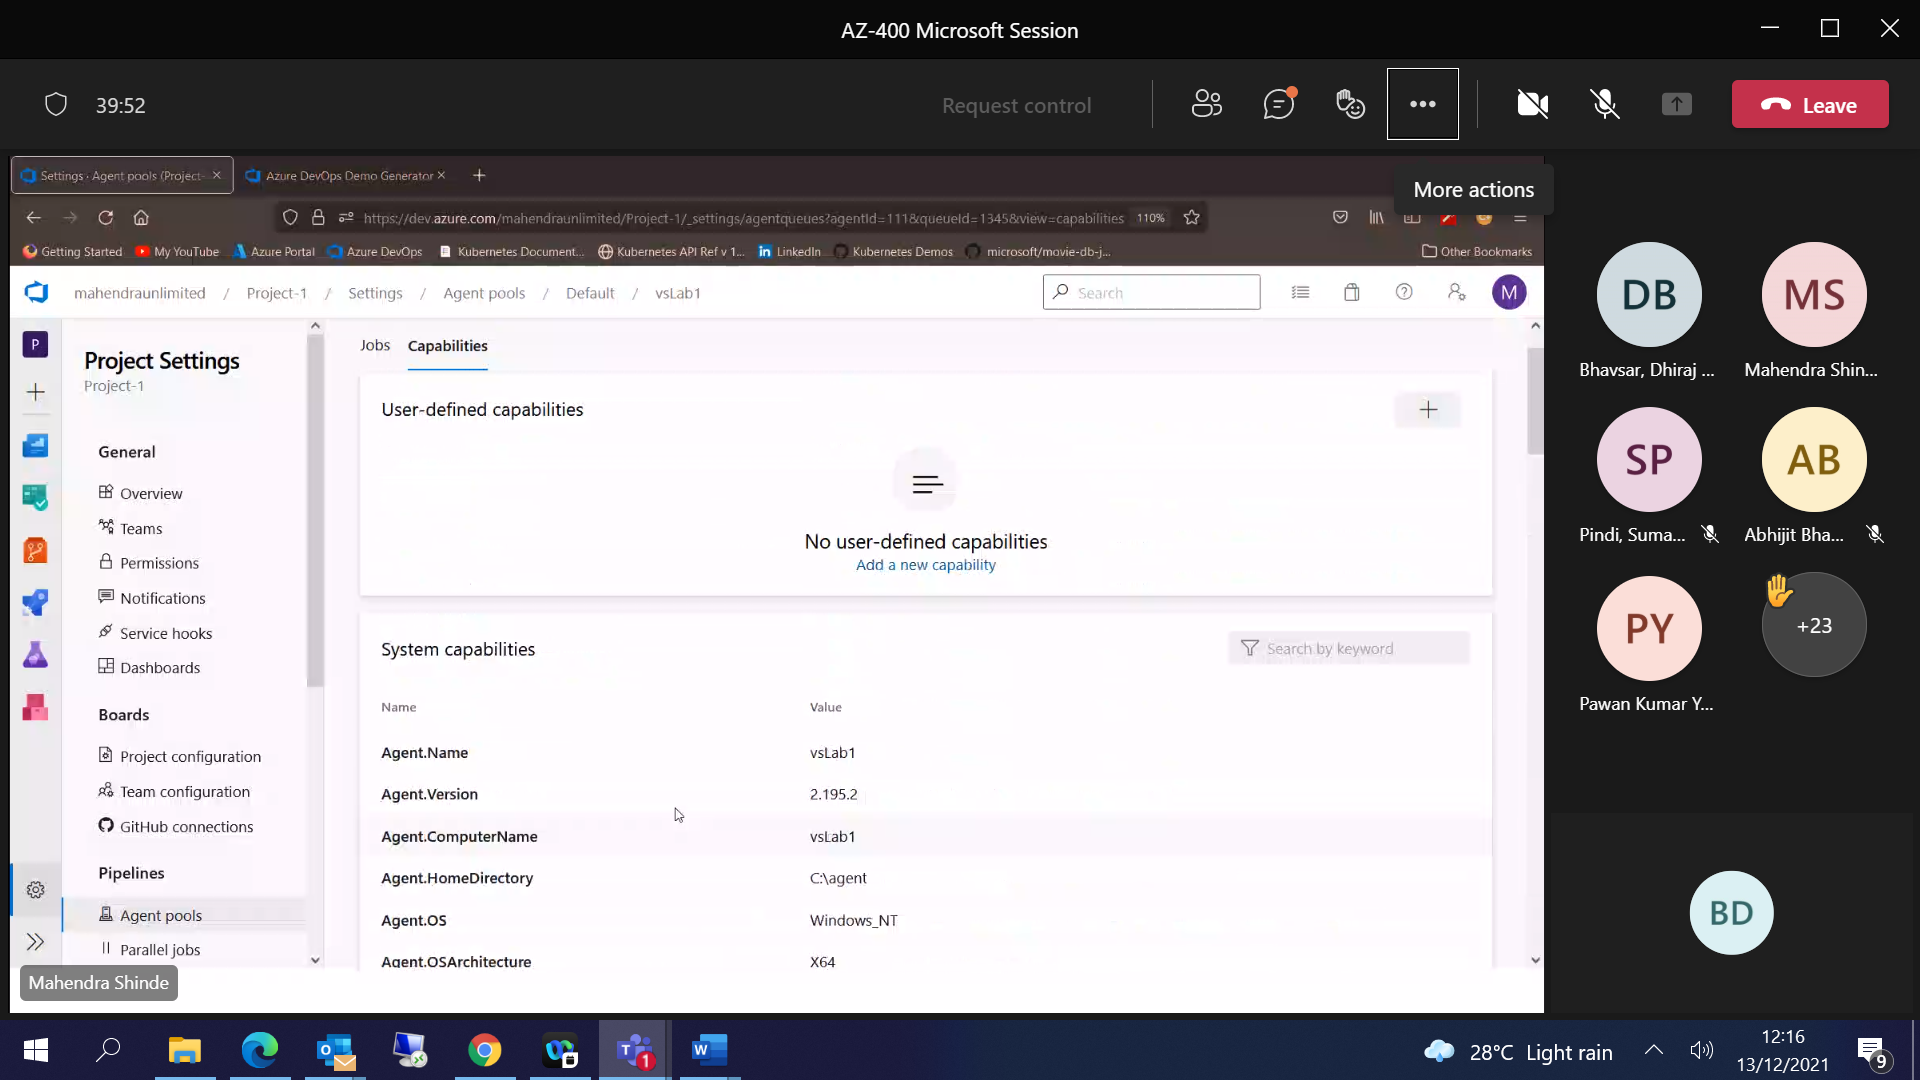 AZ-400 Microsoft Session
39:52
Request control
Leave
More actions
Settings · Agent pools (Project-
Azure DevOps Demo Generator
https://dev.azure.com/mahendraunlimited/Project-1/_settings/agentqueues?agentId=111&queueId=1345&view=capabilities
110%
Getting Started
My YouTube
Azure Portal
Azure DevOps
Kubernetes Document...
Kubernetes API Ref v 1...
LinkedIn
Kubernetes Demos
microsoft/movie-db-j...
Other Bookmarks
mahendraunlimited / Project-1 / Settings / Agent pools / Default / vsLab1
Search
M
P
Project Settings
Project-1
General
Overview
Teams
Permissions
Notifications
Service hooks
Dashboards
Boards
Project configuration
Team configuration
GitHub connections
Pipelines
Agent pools
Parallel jobs
Jobs
Capabilities
User-defined capabilities
No user-defined capabilities
Add a new capability
System capabilities
Search by keyword
Name
Value
Agent.Name
vsLab1
Agent.Version
2.195.2
Agent.ComputerName
vsLab1
Agent.HomeDirectory
C:\agent
Agent.OS
Windows_NT
Agent.OSArchitecture
X64
Mahendra Shinde
DB
Bhavsar, Dhiraj ...
MS
Mahendra Shin...
SP
Pindi, Suma...
AB
Abhijit Bha...
PY
Pawan Kumar Y...
+23
BD
28°C Light rain
12:16
13/12/2021
9
1